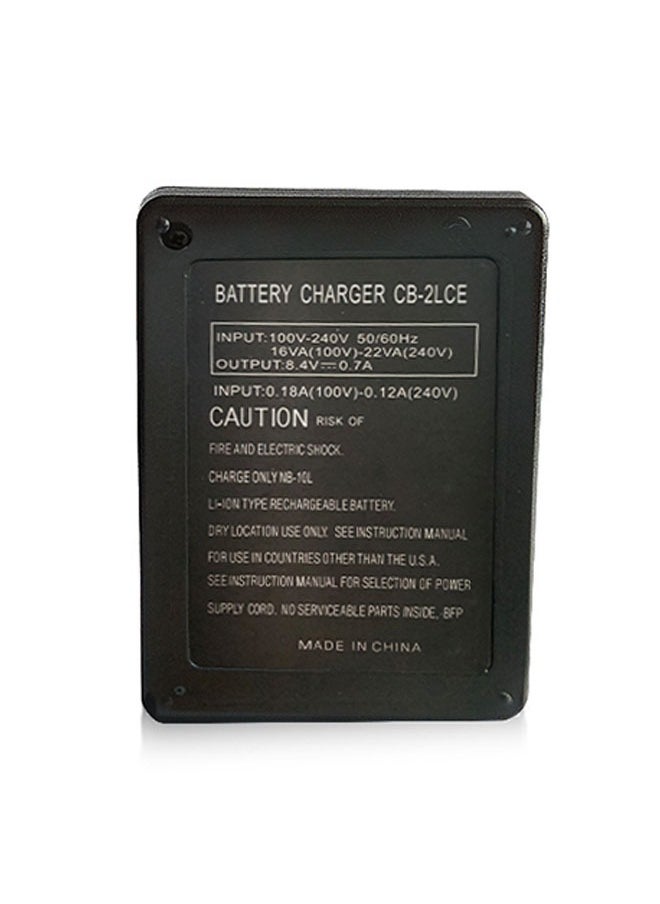 BATTERY CHARGER CB-2LCE
INPUT:100V-240V 50/60Hz
16VA(100V)-22VA(240V)
OUTPUT:8.4V⎓0.7A
INPUT:0.18A(100V)-0.12A(240V)
CAUTION RISK OF
FIRE AND ELECTRIC SHOCK.
CHARGE ONLY NB-10L
LI-ION TYPE RECHARGEABLE BATTERY.
DRY LOCATION USE ONLY. SEE INSTRUCTION MANUAL
FOR USE IN COUNTRIES OTHER THAN THE U.S.A.
SEE INSTRUCTION MANUAL FOR SELECTION OF POWER
SUPPLY CORD. NO SERVICEABLE PARTS INSIDE, -BFP
MADE IN CHINA